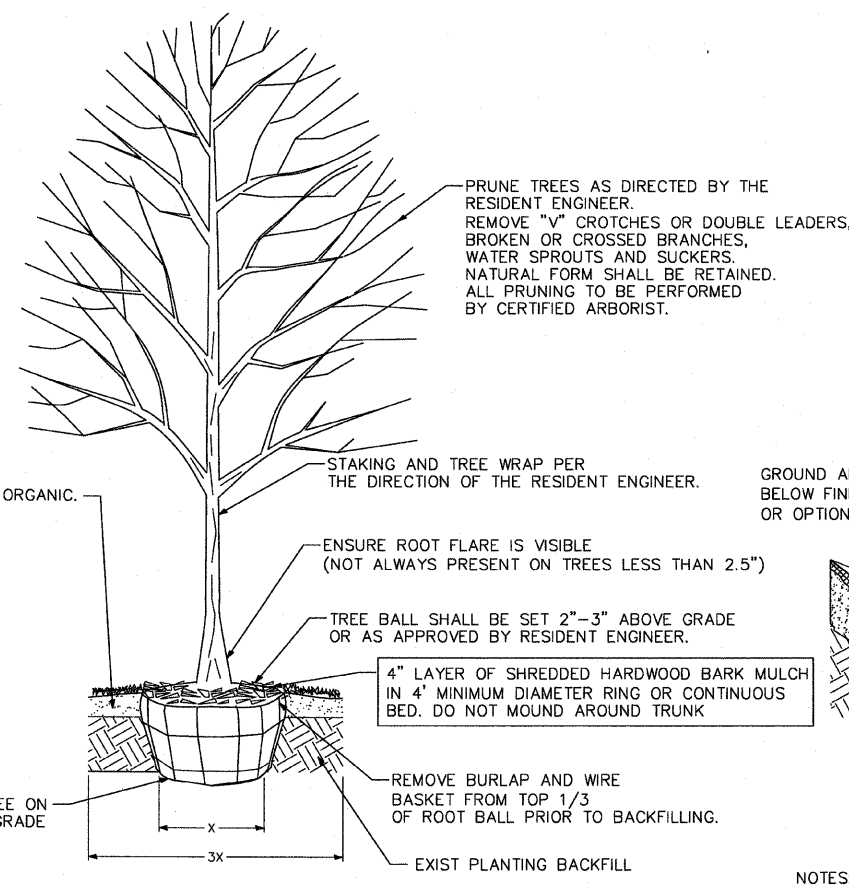 PRUNE TREES AS DIRECTED BY THE
RESIDENT ENGINEER.
REMOVE "V" CROTCHES OR DOUBLE LEADERS,
BROKEN OR CROSSED BRANCHES,
WATER SPROUTS AND SUCKERS.
NATURAL FORM SHALL BE RETAINED.
ALL PRUNING TO BE PERFORMED
BY CERTIFIED ARBORIST.
STAKING AND TREE WRAP PER
THE DIRECTION OF THE RESIDENT ENGINEER.
ORGANIC.
GROUND
BELOW
OR OPTION
ENSURE ROOT FLARE IS VISIBLE
(NOT ALWAYS PRESENT ON TREES LESS THAN 2.5")
TREE BALL SHALL BE SET 2"-3" ABOVE GRADE
OR AS APPROVED BY RESIDENT ENGINEER.
4" LAYER OF SHREDDED HARDWOOD BARK MULCH
IN 4' MINIMUM DIAMETER RING OR CONTINUOUS
BED. DO NOT MOUND AROUND TRUNK
REMOVE BURLAP AND WIRE
BASKET FROM TOP 1/3
OF ROOT BALL PRIOR TO BACKFILLING.
EE ON
GRADE
X
3X
EXIST PLANTING BACKFILL
NOTES